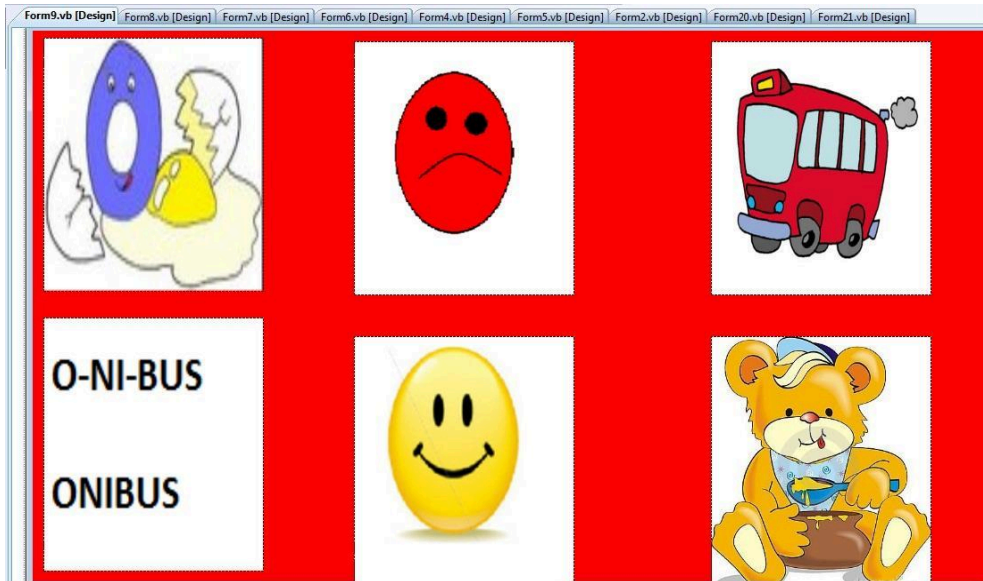 Form9.vb [Design] Form8.vb [Design] Form7.vb [Design] Form6.vb [Design] Form4.vb [Design] Form5.vb [Design] Form2.vb [Design] Form20.vb [Design] Form21.vb [Design]
O-NI-BUS
ONIBUS